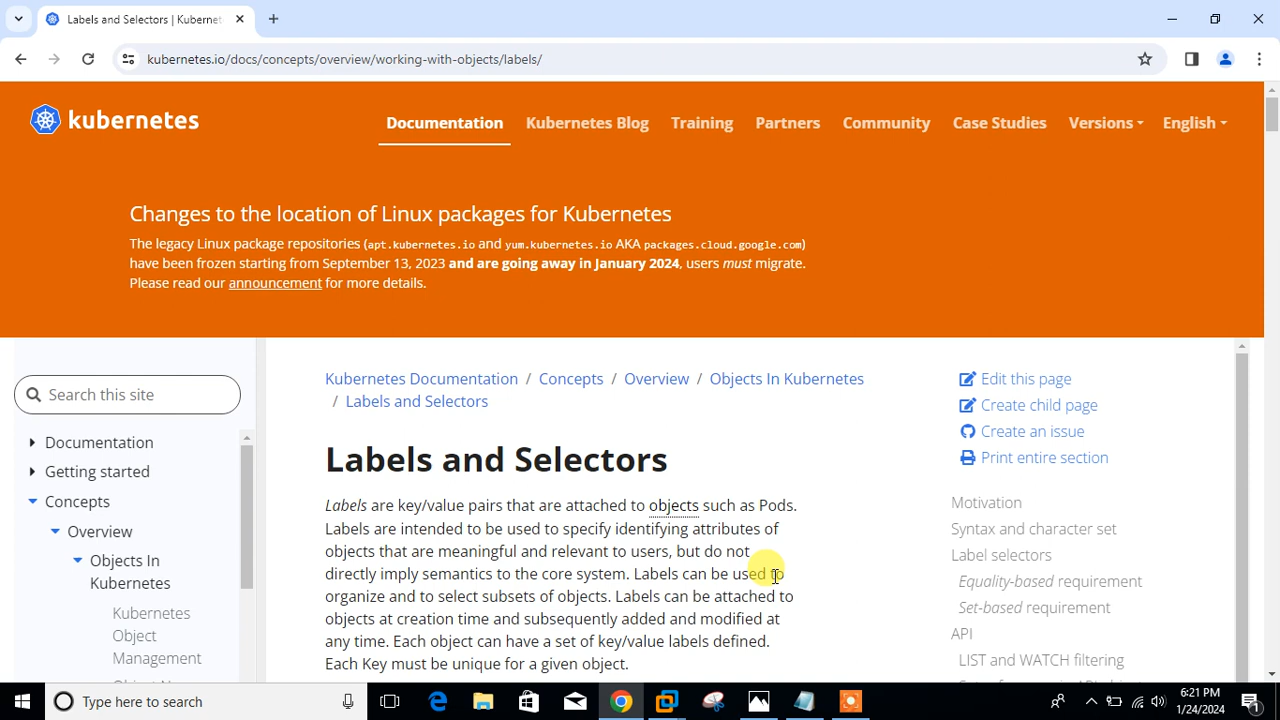 Labels and Selectors | Kubernet
kubernetes.io/docs/concepts/overview/working-with-objects/labels/
kubernetes
Documentation
Kubernetes Blog
Training
Partners
Community
Case Studies
Versions
English
Changes to the location of Linux packages for Kubernetes
The legacy Linux package repositories (apt.kubernetes.io and yum.kubernetes.io AKA packages.cloud.google.com)
have been frozen starting from September 13, 2023 and are going away in January 2024, users must migrate.
Please read our announcement for more details.
Search this site
Documentation
Getting started
Concepts
Overview
Objects In
Kubernetes
Kubernetes
Object
Management
Kubernetes Documentation / Concepts / Overview / Objects In Kubernetes
/ Labels and Selectors
Labels and Selectors
Labels are key/value pairs that are attached to objects such as Pods.
Labels are intended to be used to specify identifying attributes of
objects that are meaningful and relevant to users, but do not
directly imply semantics to the core system. Labels can be used to
organize and to select subsets of objects. Labels can be attached to
objects at creation time and subsequently added and modified at
any time. Each object can have a set of key/value labels defined.
Each Key must be unique for a given object.
Edit this page
Create child page
Create an issue
Print entire section
Motivation
Syntax and character set
Label selectors
Equality-based requirement
Set-based requirement
API
LIST and WATCH filtering
Type here to search
6:21 PM
1/24/2024